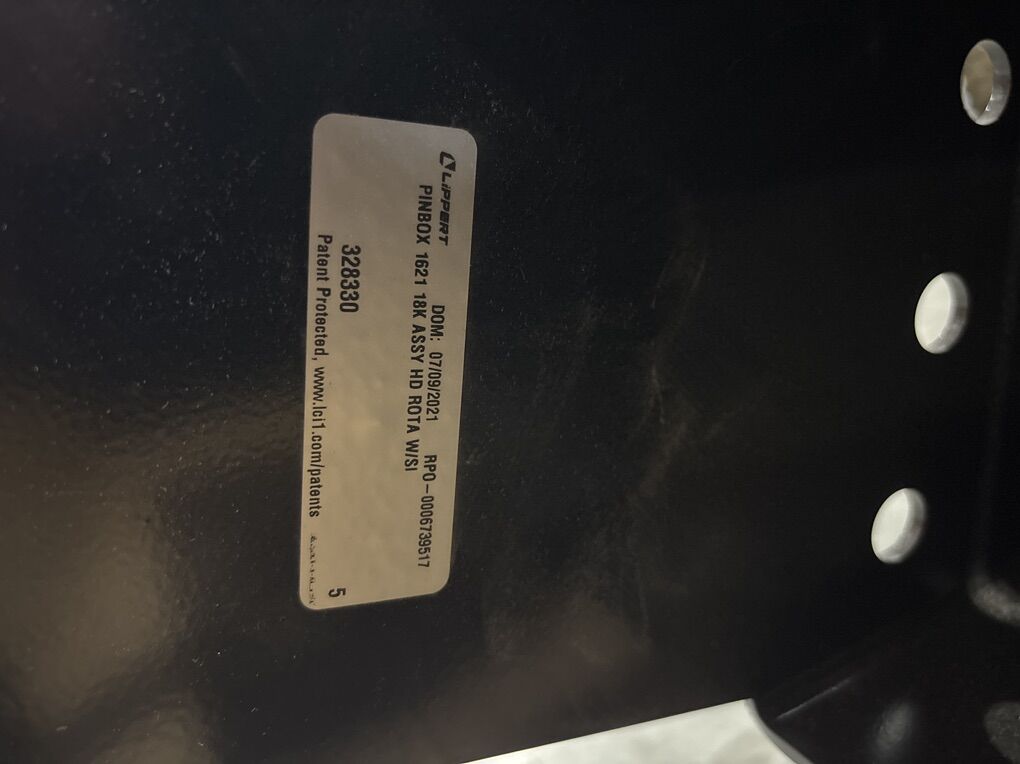 LiPPERT
DOM: 07/09/2021 RPO-0006739517
PINBOX 1621 18K ASSY HD ROTA W/SI
328330
5
Patent Protected, www.lci1.com/patents